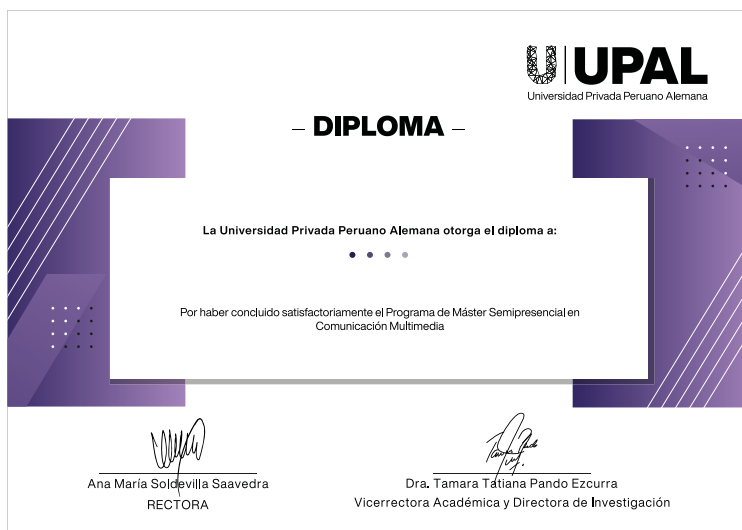 UPAL
Universidad Privada Peruano Alemana
– DIPLOMA –
La Universidad Privada Peruano Alemana otorga el diploma a:
Por haber concluido satisfactoriamente el Programa de Máster Semipresencial en
Comunicación Multimedia
Ana María Soldevilla Saavedra
RECTORA
Dra. Tamara Tatiana Pando Ezcurra
Vicerrectora Académica y Directora de Investigación